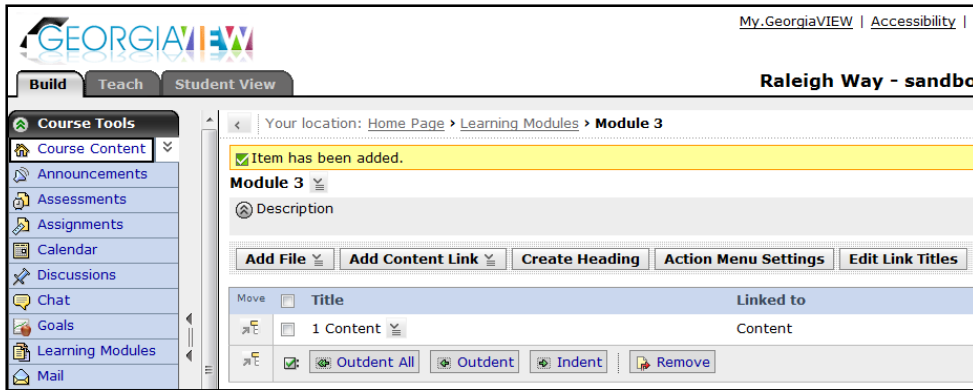 GEORGIAVIEW
My.GeorgiaVIEW | Accessibility |
Build Teach Student View
Raleigh Way - sandbo
Course Tools
Course Content
Announcements
Assessments
Assignments
Calendar
Discussions
Chat
Goals
Learning Modules
Mail
Your location: Home Page › Learning Modules › Module 3
Item has been added.
Module 3
Description
Add File Add Content Link Create Heading Action Menu Settings Edit Link Titles
Move Title Linked to
1 Content Content
Outdent All Outdent Indent Remove